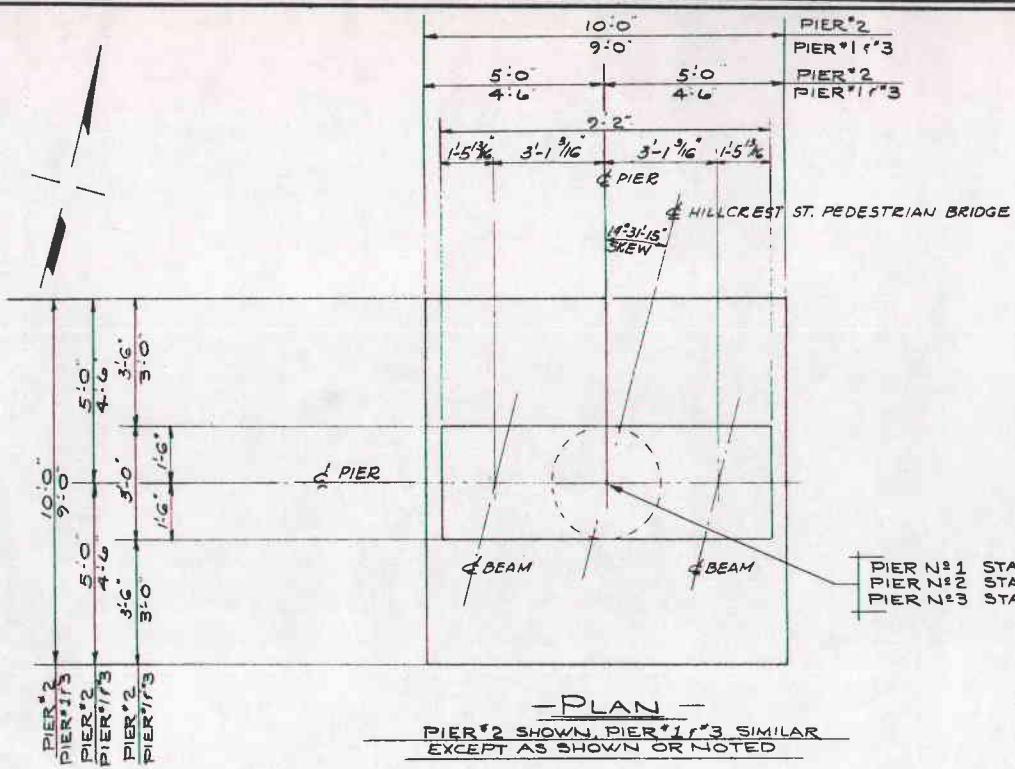 10'-0" PIER #2
9'-0" PIER #1 & #3
5'-0" 5'-0" PIER #2
4'-6 4'-6" PIER #1 & #3
9'-2"
1'-5 13/16" 3'-1 3/16" 3'-1 3/16" 1'-5 13/16
℄ PIER
℄ HILLCREST ST. PEDESTRIAN BRIDGE
SKEW
10'-0"
9'-0"
5'-0"
4'-6
5'-0"
4'-6
3'-6"
3'-0"
3'-0"
3'-6"
3'-0"
1'-6"
1'-6"
℄ PIER
℄ BEAM
℄ BEAM
PIER Nº 1 STA
PIER Nº 2 STA
PIER Nº 3 STA
PIER #2
PIER #1 & #3
PIER #2
PIER #1 & #3
PIER #2
PIER #1 & #3
- PLAN -
PIER #2 SHOWN, PIER #1 & #3 SIMILAR
EXCEPT AS SHOWN OR NOTED